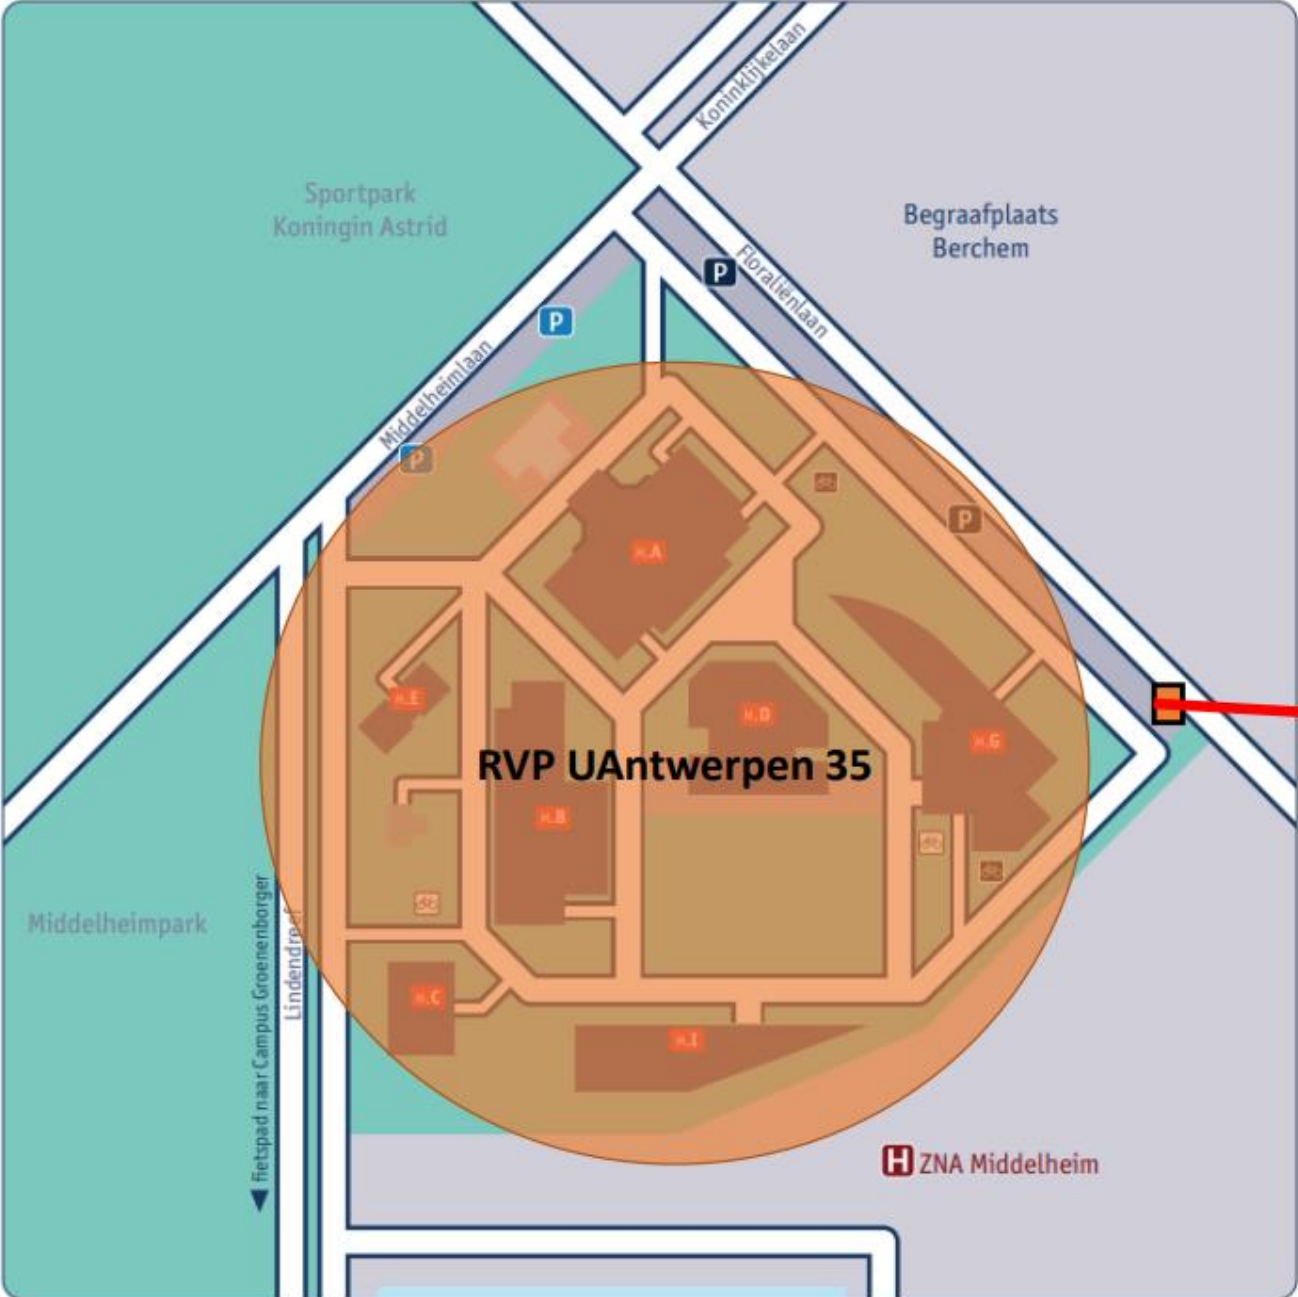 Koninklijkelaan
Sportpark
Koningin Astrid
Begraafplaats
Berchem
P
Floraliënlaan
P
Middelheimlaan
P
P
H.A
H.E
H.D
H.G
RVP UAntwerpen 35
H.B
Middelheimpark
fietspad naar Campus Groenenborger
Lindendreef
H.C
H.I
H ZNA Middelheim